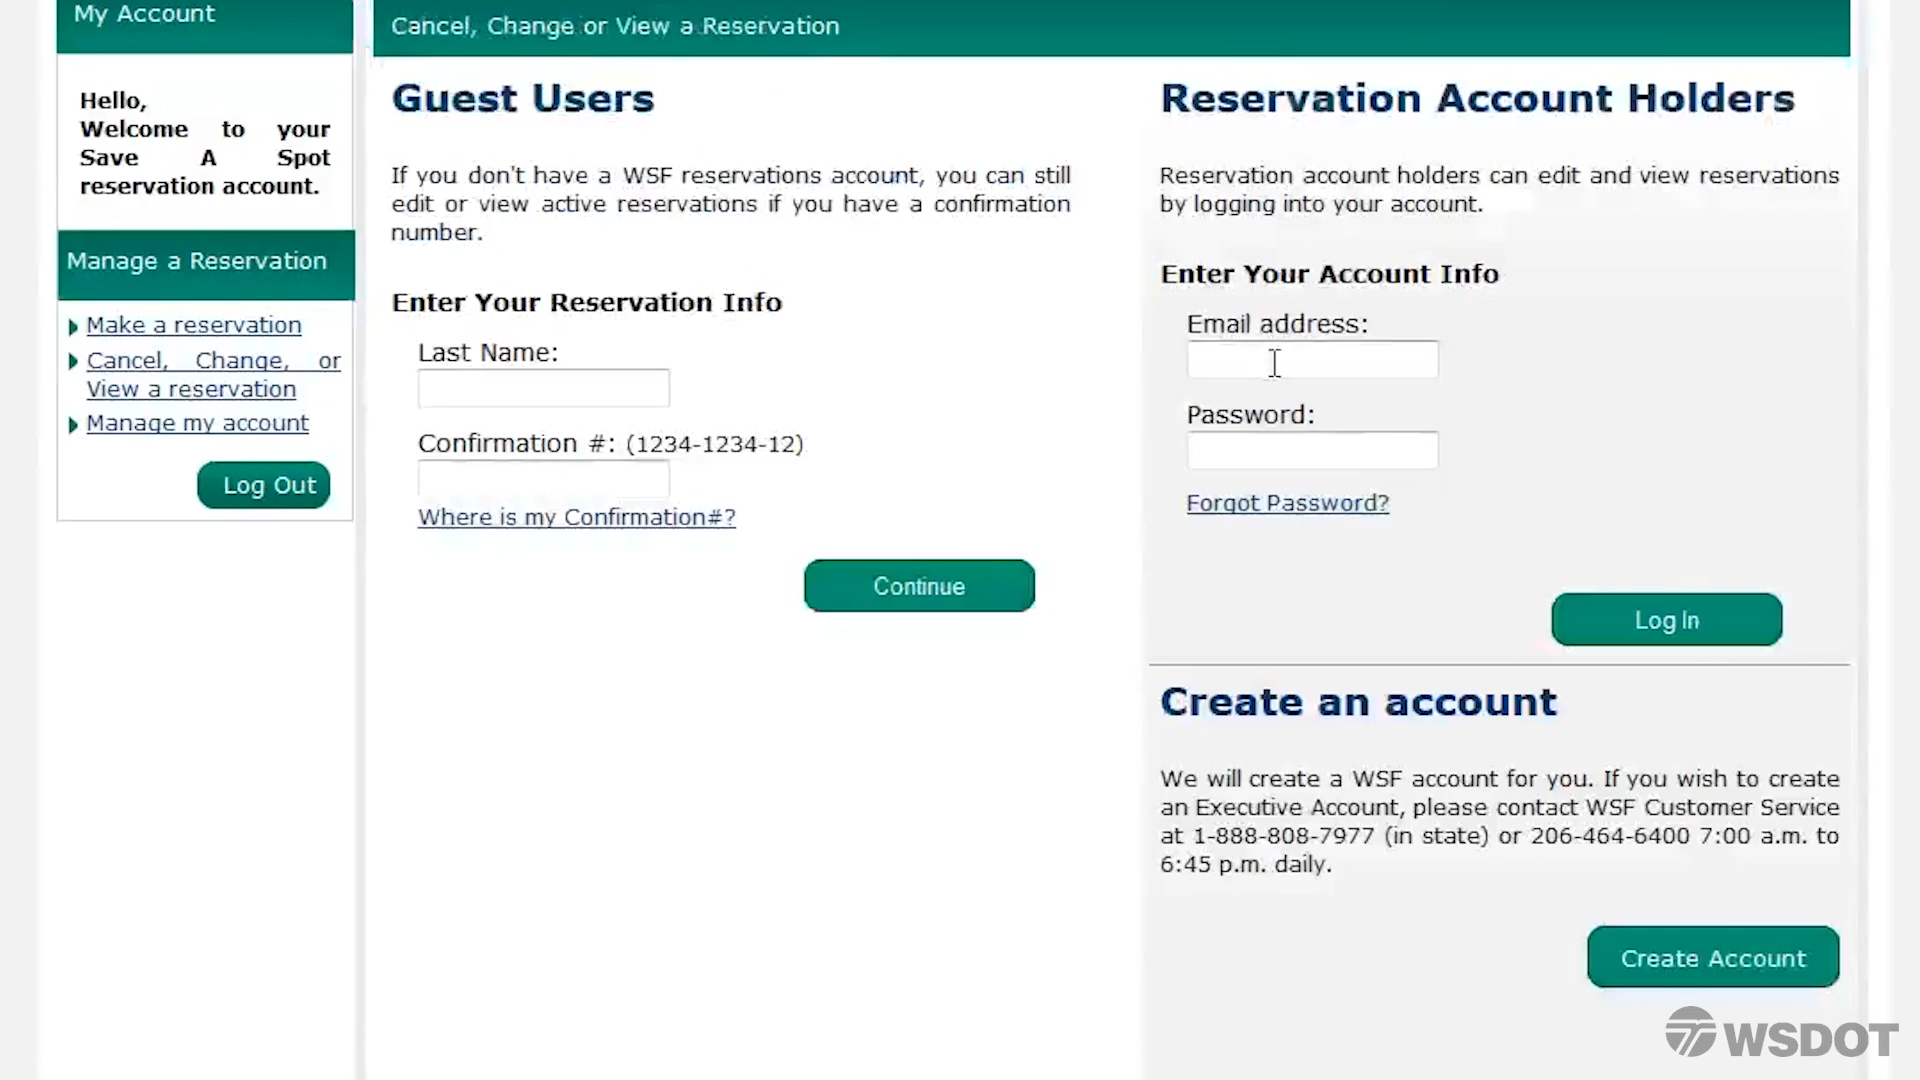 My Account
Hello,
Welcome to your
Save A Spot
reservation account.
Manage a Reservation
Make a reservation
Cancel, Change, or
View a reservation
Manage my account
Log Out
Cancel, Change or View a Reservation
Guest Users
If you don't have a WSF reservations account, you can still
edit or view active reservations if you have a confirmation
number.
Enter Your Reservation Info
Last Name:
Confirmation #: (1234-1234-12)
Where is my Confirmation#?
Continue
Reservation Account Holders
Reservation account holders can edit and view reservations
by logging into your account.
Enter Your Account Info
Email address:
Password:
Forgot Password?
Log In
Create an account
We will create a WSF account for you. If you wish to create
an Executive Account, please contact WSF Customer Service
at 1-888-808-7977 (in state) or 206-464-6400 7:00 a.m. to
6:45 p.m. daily.
Create Account
WSDOT